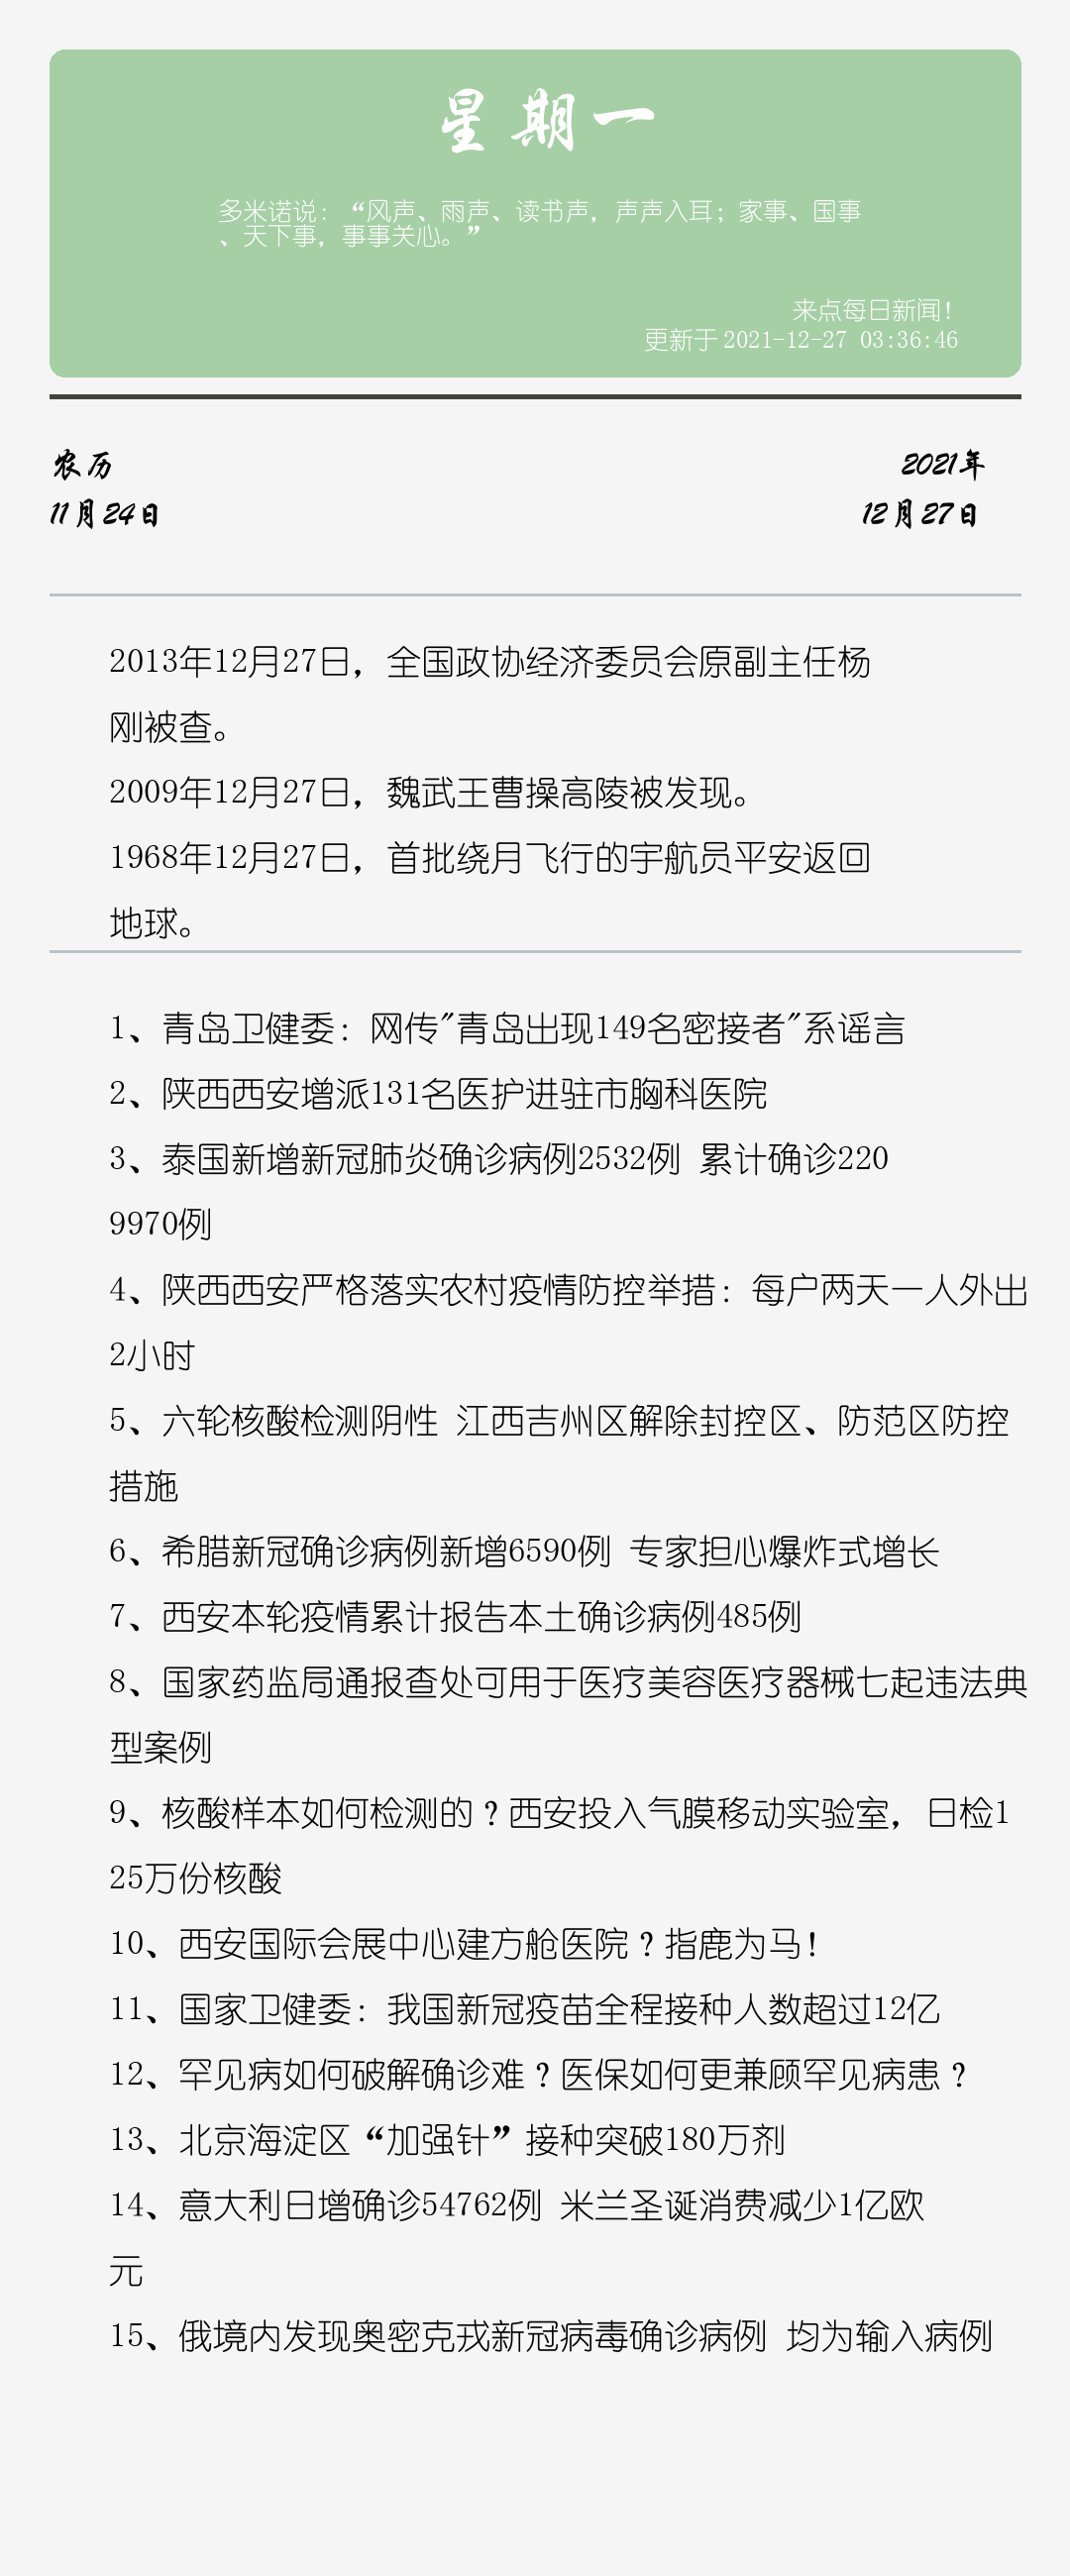 星期一
多米诺说：“风声、雨声、读书声，声声入耳；家事、国事
、天下事，事事关心。”
来点每日新闻！
更新于 2021-12-27 03:36:46
农历
2021年
11月24日
12月27日
2013年12月27日，全国政协经济委员会原副主任杨
刚被查。
2009年12月27日，魏武王曹操高陵被发现。
1968年12月27日，首批绕月飞行的宇航员平安返回
地球。
1、青岛卫健委：网传"青岛出现149名密接者"系谣言
2、陕西西安增派131名医护进驻市胸科医院
3、泰国新增新冠肺炎确诊病例2532例 累计确诊220
9970例
4、陕西西安严格落实农村疫情防控举措：每户两天一人外出
2小时
5、六轮核酸检测阴性 江西吉州区解除封控区、防范区防控
措施
6、希腊新冠确诊病例新增6590例 专家担心爆炸式增长
7、西安本轮疫情累计报告本土确诊病例485例
8、国家药监局通报查处可用于医疗美容医疗器械七起违法典
型案例
9、核酸样本如何检测的？西安投入气膜移动实验室，日检1
25万份核酸
10、西安国际会展中心建方舱医院？指鹿为马！
11、国家卫健委：我国新冠疫苗全程接种人数超过12亿
12、罕见病如何破解确诊难？医保如何更兼顾罕见病患？
13、北京海淀区“加强针”接种突破180万剂
14、意大利日增确诊54762例 米兰圣诞消费减少1亿欧
元
15、俄境内发现奥密克戎新冠病毒确诊病例 均为输入病例